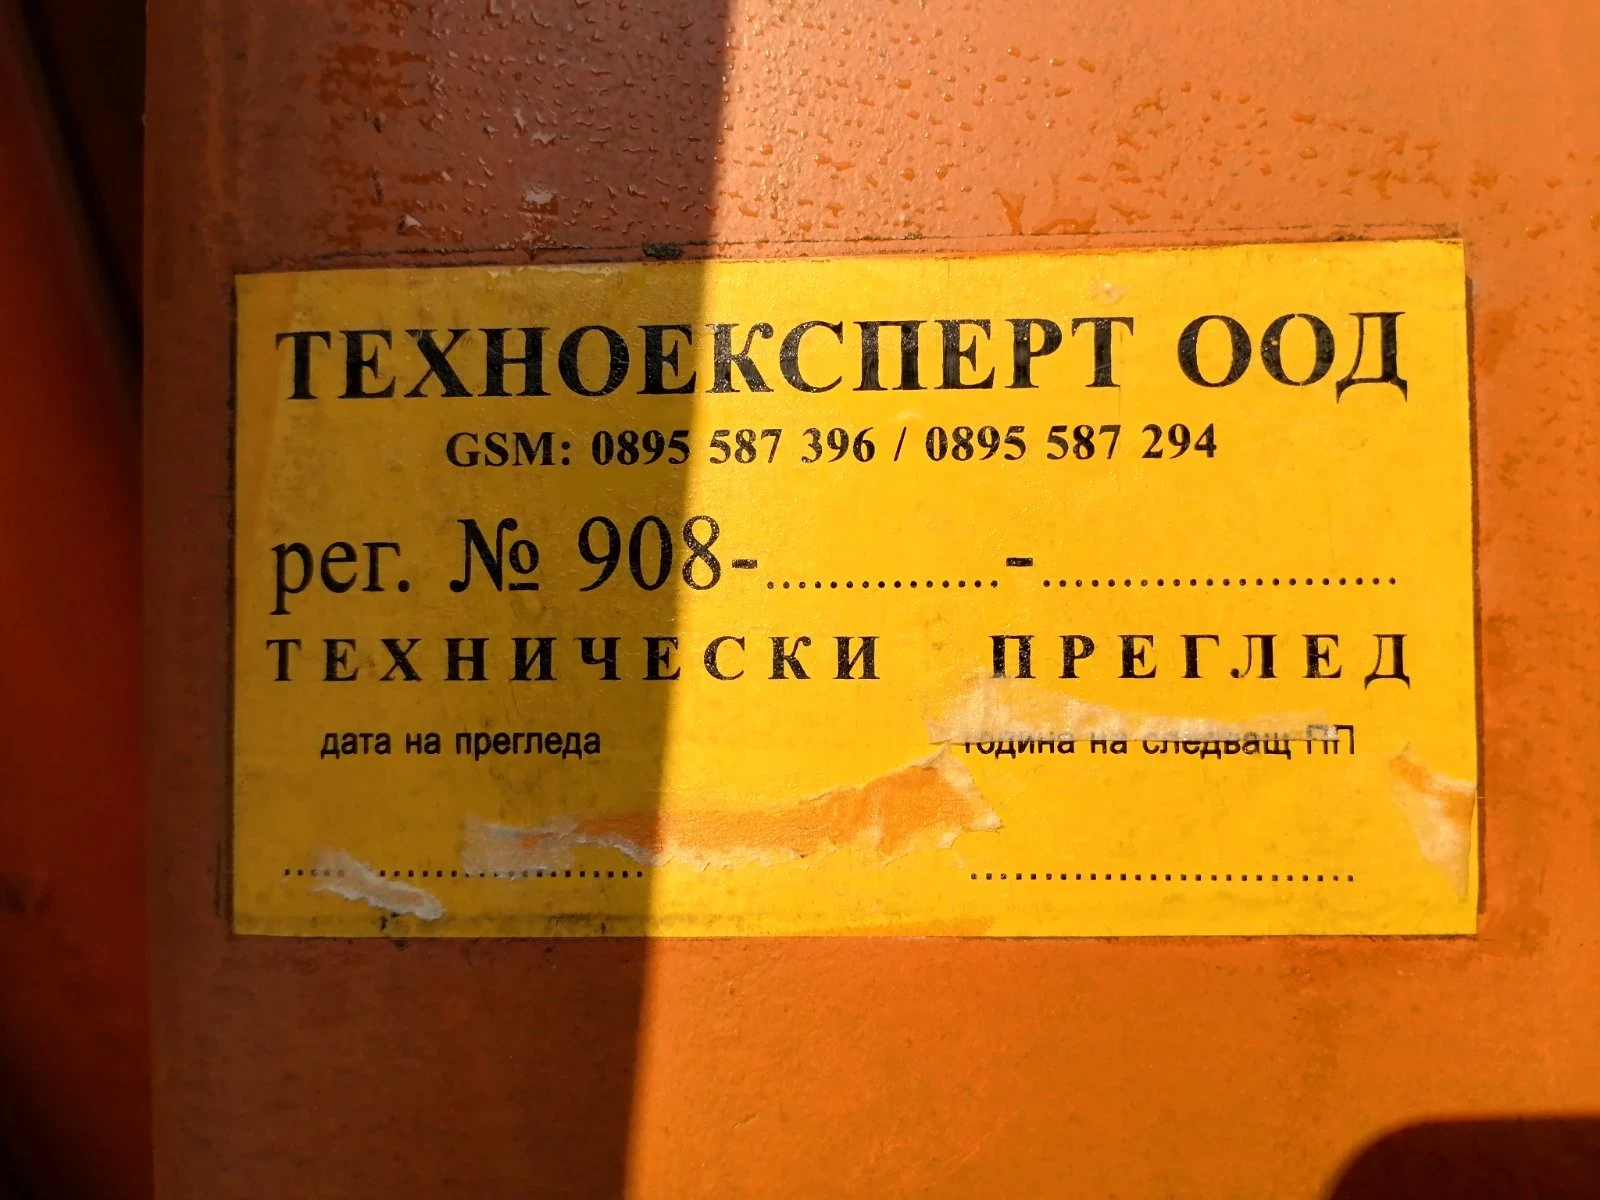 ТЕХНОЕКСПЕРТ ООД
GSM: 0895 587 396 / 0895 587 294
рег. № 908-..................-...........................
ТЕХНИЧЕСКИ ПРЕГЛЕД
дата на прегледа година на следващ ПП
.............................. ..............................